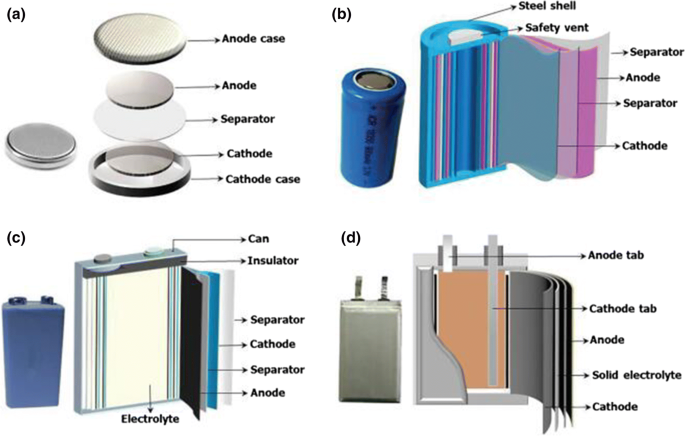 (a)
Anode case
Anode
Separator
Cathode
Cathode case
(b)
Steel shell
Safety vent
Separator
Anode
Separator
Cathode
(c)
Can
Insulator
Separator
Cathode
Separator
Anode
Electrolyte
(d)
Anode tab
Cathode tab
Anode
Solid electrolyte
Cathode